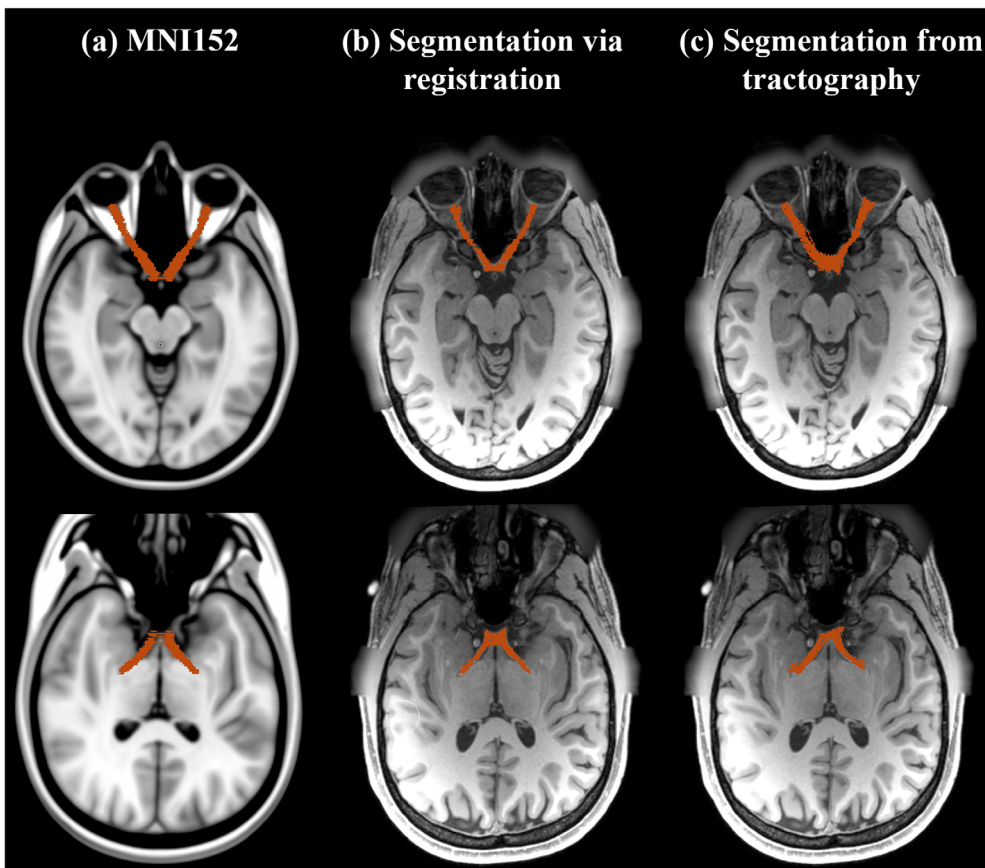 (a) MNI152
(b) Segmentation via
registration
(c) Segmentation from
tractography